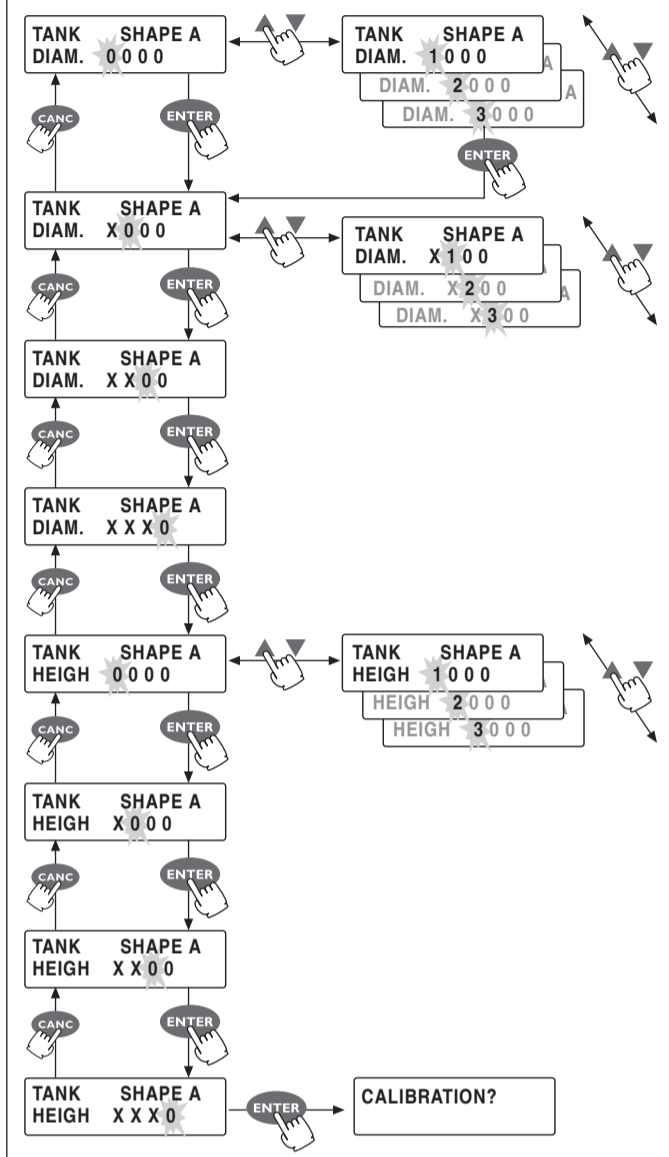 TANK SHAPE A
DIAM. 0 0 0 0
TANK SHAPE A
DIAM. 1 0 0 0
A
DIAM. 2 0 0 0
A
DIAM. 3 0 0 0
CANC
ENTER
ENTER
TANK SHAPE A
DIAM. X 0 0 0
TANK SHAPE A
DIAM. X 1 0 0
DIAM. X 2 0 0
A
DIAM. X 3 0 0
CANC
ENTER
TANK SHAPE A
DIAM. X X 0 0
CANC
ENTER
TANK SHAPE A
DIAM. X X X 0
CANC
ENTER
TANK SHAPE A
HEIGH 0 0 0 0
TANK SHAPE A
HEIGH 1 0 0 0
HEIGH 2 0 0 0
HEIGH 3 0 0 0
CANC
ENTER
TANK SHAPE A
HEIGH X 0 0 0
CANC
ENTER
TANK SHAPE A
HEIGH X X 0 0
CANC
ENTER
TANK SHAPE A
HEIGH X X X 0
ENTER
CALIBRATION?